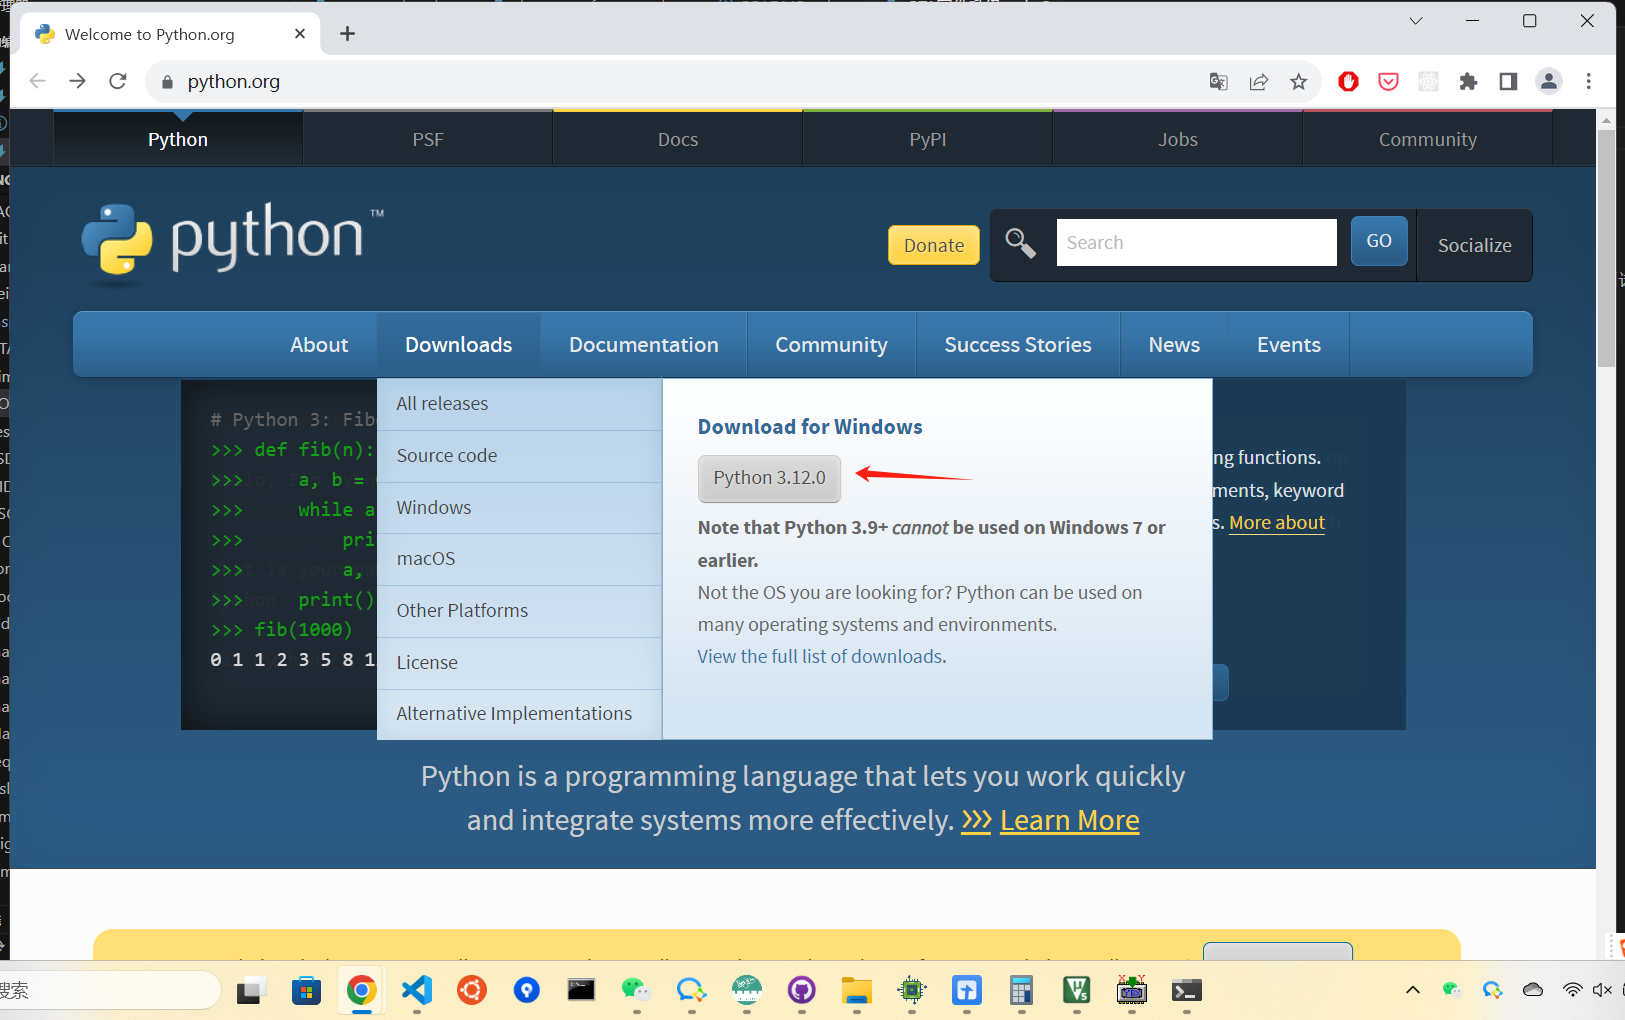 Welcome to Python.org
python.org
Python
PSF
Docs
PyPI
Jobs
Community
python™
Donate
Search
GO
Socialize
About
Downloads
Documentation
Community
Success Stories
News
Events
All releases
Source code
Windows
macOS
Other Platforms
License
Alternative Implementations
Download for Windows
Python 3.12.0
Note that Python 3.9+ cannot be used on Windows 7 or
earlier.
Not the OS you are looking for? Python can be used on
many operating systems and environments.
View the full list of downloads.
# Python 3: Fib
>>> def fib(n):
>>> a, b =
>>> while a
>>> pri
>>> a,
>>> print()
>>> fib(1000)
0 1 1 2 3 5 8 1
ng functions.
ments, keyword
s. More about
Python is a programming language that lets you work quickly
and integrate systems more effectively. >>> Learn More
搜索